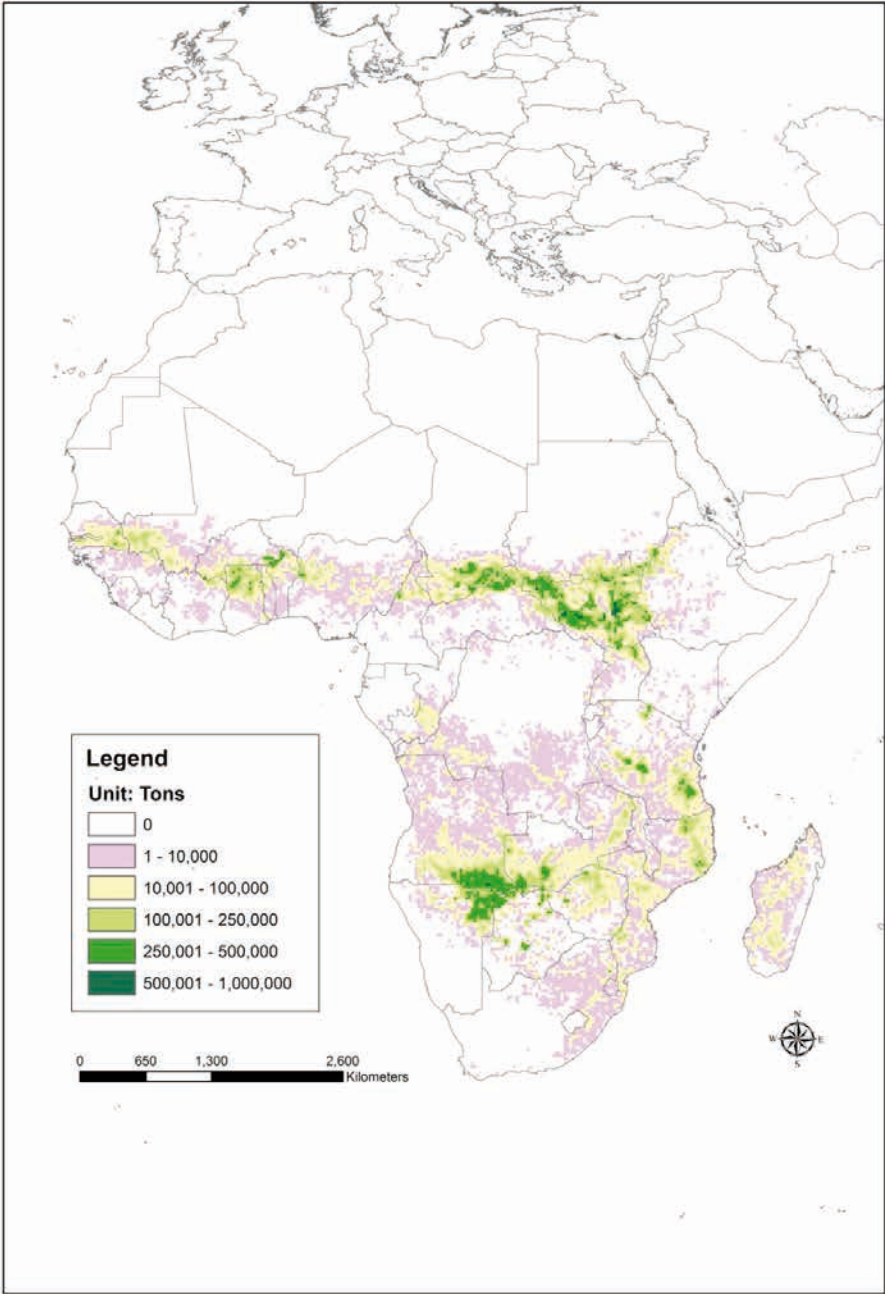 Legend
Unit: Tons
0
1 - 10,000
10,001 - 100,000
100,001 - 250,000
250,001 - 500,000
500,001 - 1,000,000
0 650 1,300 2,600
Kilometers
N
W E
S